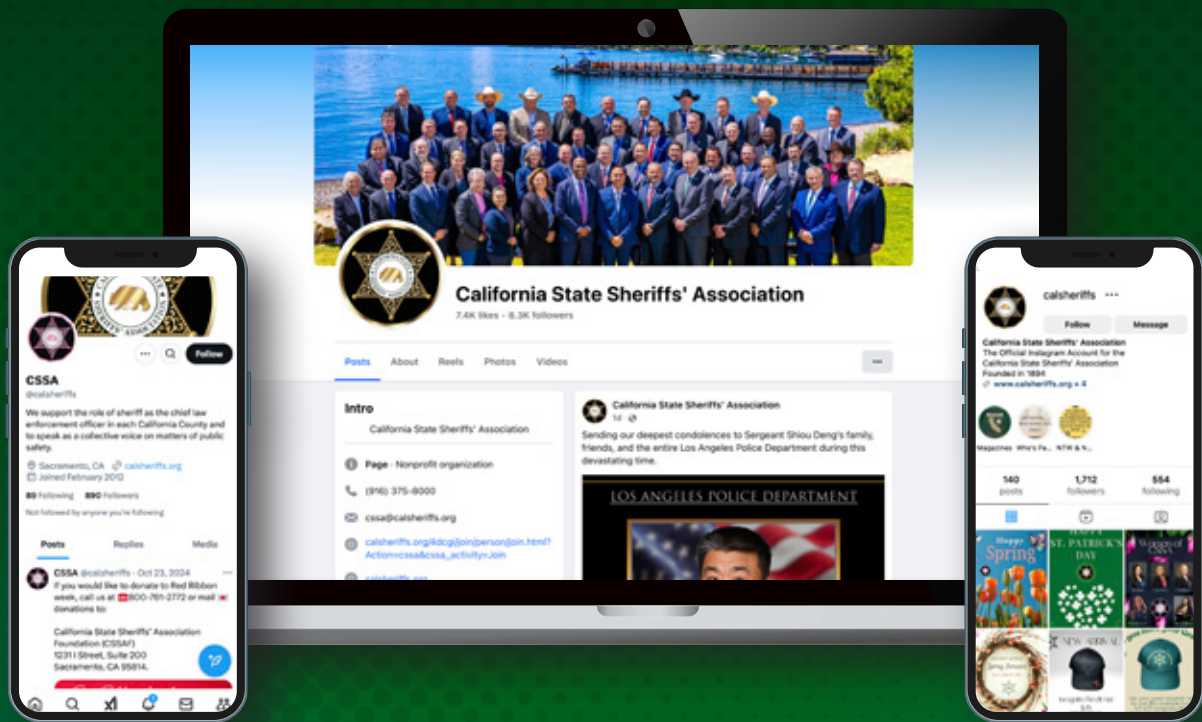 California State Sheriffs' Association
7.4K likes • 8.3K followers
Posts About Reels Photos Videos
Intro
California State Sheriffs' Association
Page · Nonprofit organization
(916) 375-8000
cssa@calsheriffs.org
calsheriffs.org/4dcgi/join/person/join.html?
Action=cssa&cssa_activity=Join
calsheriffs.org
California State Sheriffs' Association
1d
Sending our deepest condolences to Sergeant Shiou Deng's family,
friends, and the entire Los Angeles Police Department during this
devastating time.
LOS ANGELES POLICE DEPARTMENT
SHERIFFS' ASSOCIATION
Follow
CSSA
@calsheriffs
We support the role of sheriff as the chief law
enforcement officer in each California County and
to speak as a collective voice on matters of public
safety.
Sacramento, CA calsheriffs.org
Joined February 2012
89 Following 890 Followers
Not followed by anyone you're following
Posts Replies Media
CSSA @calsheriffs · Oct 23, 2024
If you would like to donate to Red Ribbon
week, call us at ☎️800-761-2772 or mail 💌
donations to:
California State Sheriffs' Association
Foundation (CSSAF)
1231 I Street, Suite 200
Sacramento, CA 95814.
calsheriffs
Follow Message
California State Sheriffs' Association
The Official Instagram Account for the
California State Sheriffs' Association
Founded in 1894
www.calsheriffs.org + 4
Magazines Who's Pa... NTW & N...
140 1,712 554
posts followers following
Happy
Spring
HAPPY
ST. PATRICK'S
DAY
Women of
CSSA
NEW ARRIVAL